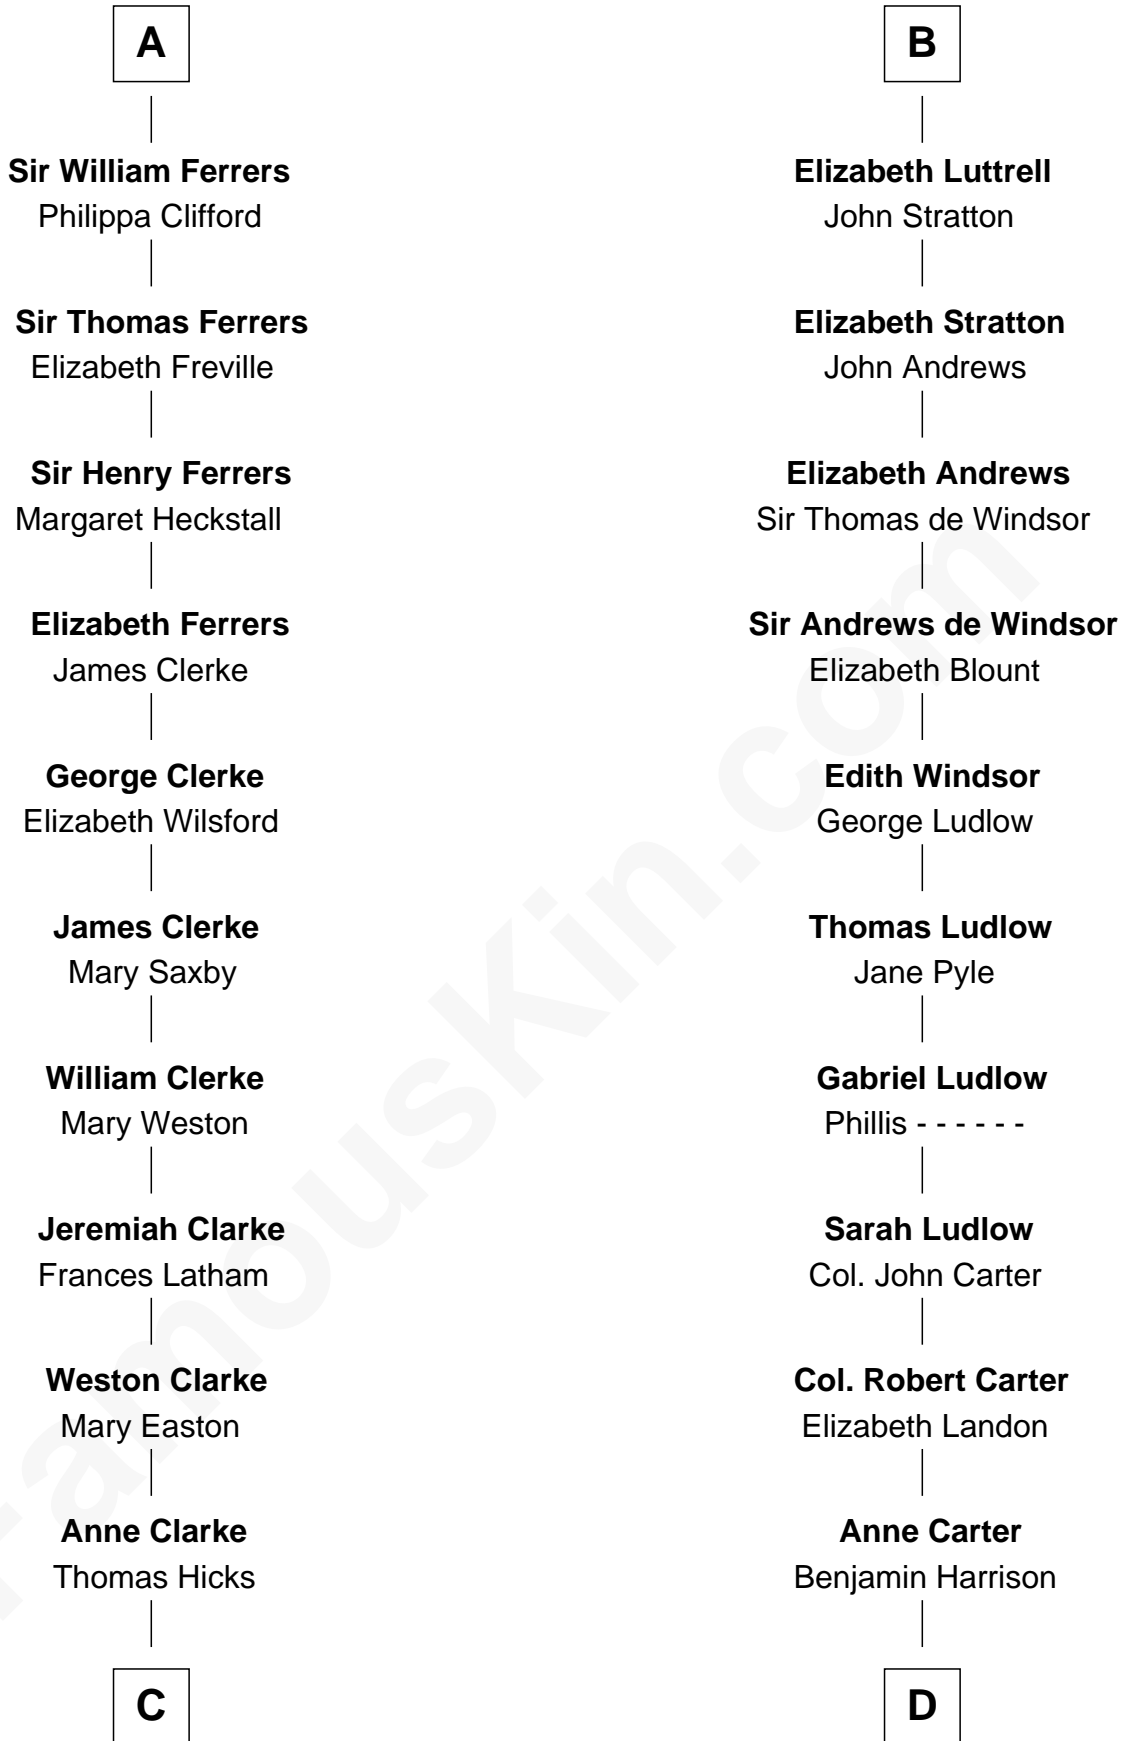 A
Sir William Ferrers
Philippa Clifford
Sir Thomas Ferrers
Elizabeth Freville
Sir Henry Ferrers
Margaret Heckstall
Elizabeth Ferrers
James Clerke
George Clerke
Elizabeth Wilsford
James Clerke
Mary Saxby
William Clerke
Mary Weston
Jeremiah Clarke
Frances Latham
Weston Clarke
Mary Easton
Anne Clarke
Thomas Hicks
C
B
Elizabeth Luttrell
John Stratton
Elizabeth Stratton
John Andrews
Elizabeth Andrews
Sir Thomas de Windsor
Sir Andrews de Windsor
Elizabeth Blount
Edith Windsor
George Ludlow
Thomas Ludlow
Jane Pyle
Gabriel Ludlow
Phillis - - - - - -
Sarah Ludlow
Col. John Carter
Col. Robert Carter
Elizabeth Landon
Anne Carter
Benjamin Harrison
D
FamousKin.com